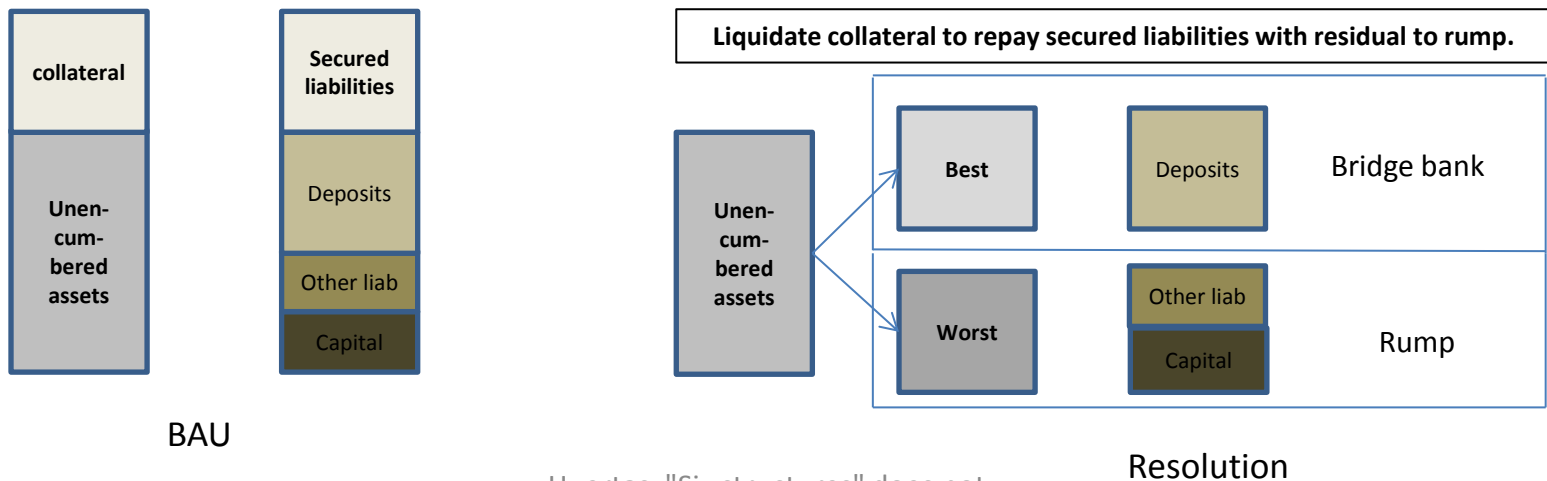 collateral
Unen-
cum-
bered
assets
Secured
liabilities
Deposits
Other liab
Capital
BAU
Liquidate collateral to repay secured liabilities with residual to rump.
Unen-
cum-
bered
assets
Best
Deposits
Bridge bank
Worst
Other liab
Capital
Rump
Resolution